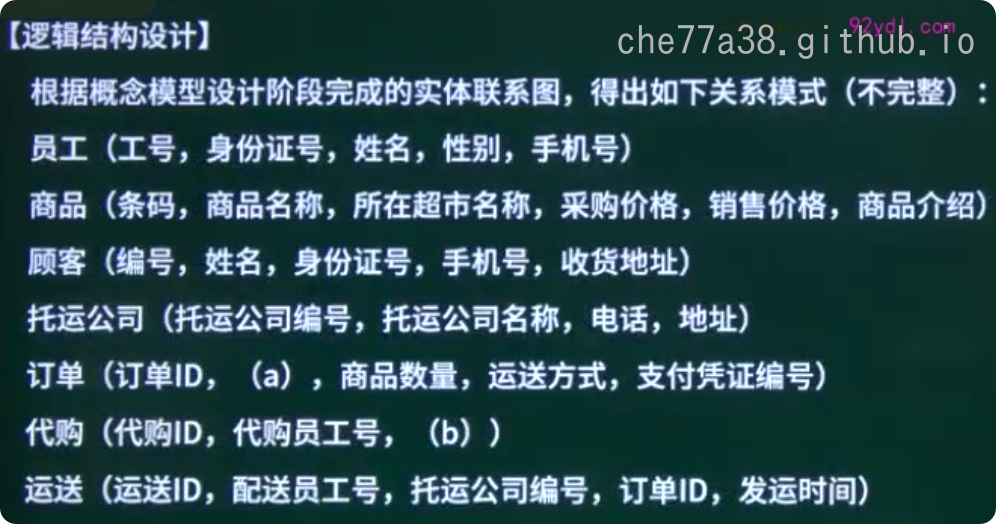 92ydl.com
che77a38.github.io
【逻辑结构设计】
根据概念模型设计阶段完成的实体联系图，得出如下关系模式（不完整）：
员工（工号，身份证号，姓名，性别，手机号）
商品（条码，商品名称，所在超市名称，采购价格，销售价格，商品介绍）
顾客（编号，姓名，身份证号，手机号，收货地址）
托运公司（托运公司编号，托运公司名称，电话，地址）
订单（订单ID，（a），商品数量，运送方式，支付凭证编号）
代购（代购ID，代购员工号，（b））
运送（运送ID，配送员工号，托运公司编号，订单ID，发运时间）